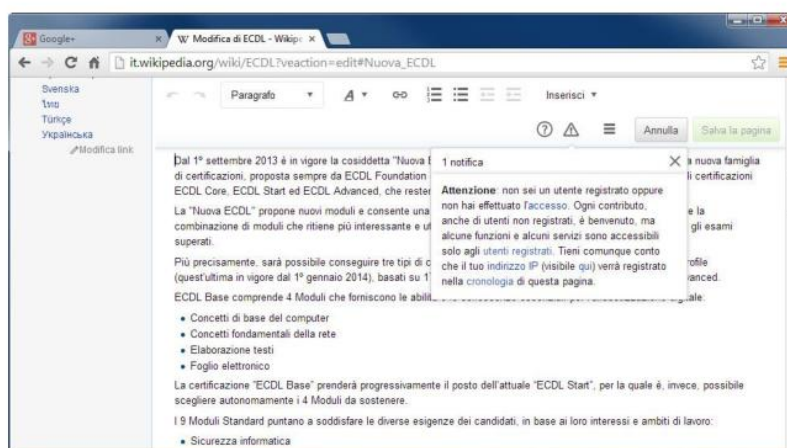 Google+
W Modifica di ECDL - Wikipe
it.wikipedia.org/wiki/ECDL?veaction=edit#Nuova_ECDL
Svenska
ไทย
Türkçe
Українська
Modifica link
Paragrafo
A
Inserisci
Annulla
Salva la pagina
1 notifica
Attenzione: non sei un utente registrato oppure
non hai effettuato l'accesso. Ogni contributo,
anche di utenti non registrati, è benvenuto, ma
alcune funzioni e alcuni servizi sono accessibili
solo agli utenti registrati. Tieni comunque conto
che il tuo indirizzo IP (visibile qui) verrà registrato
nella cronologia di questa pagina.
Dal 1º settembre 2013 è in vigore la cosiddetta "Nuova a nuova famiglia
di certificazioni, proposta sempre da ECDL Foundation i certificazioni
ECDL Core, ECDL Start ed ECDL Advanced, che
La "Nuova ECDL" propone nuovi moduli e consente una e la
combinazione di moduli che ritiene più interessante e gli esami
superati.
Più precisamente, sarà possibile conseguire tre tipi di
(quest'ultima in vigore dal 1º gennaio 2014), basati su
ECDL Base comprende 4 Moduli che forniscono le
Concetti di base del computer
Concetti fondamentali della rete
Elaborazione testi
Foglio elettronico
La certificazione "ECDL Base" prenderà progressivamente il posto dell'attuale "ECDL Start", per la quale è, invece, possibile
scegliere autonomamente i 4 Moduli da sostenere.
I 9 Moduli Standard puntano a soddisfare le diverse esigenze dei candidati, in base ai loro interessi e ambiti di lavoro:
Sicurezza informatica